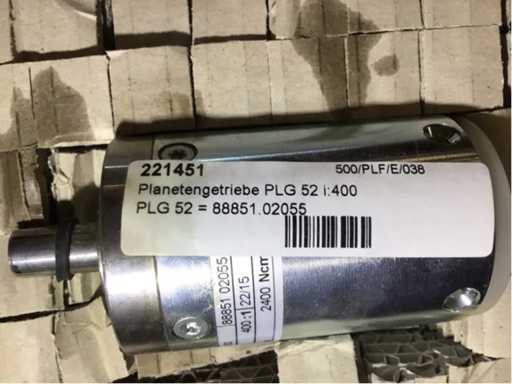 221451 500/PLF/E/038
Planetengetriebe PLG 52 i:400
PLG 52 = 88851.02055
88851 02055
400:1 22/15
2400 Ncm